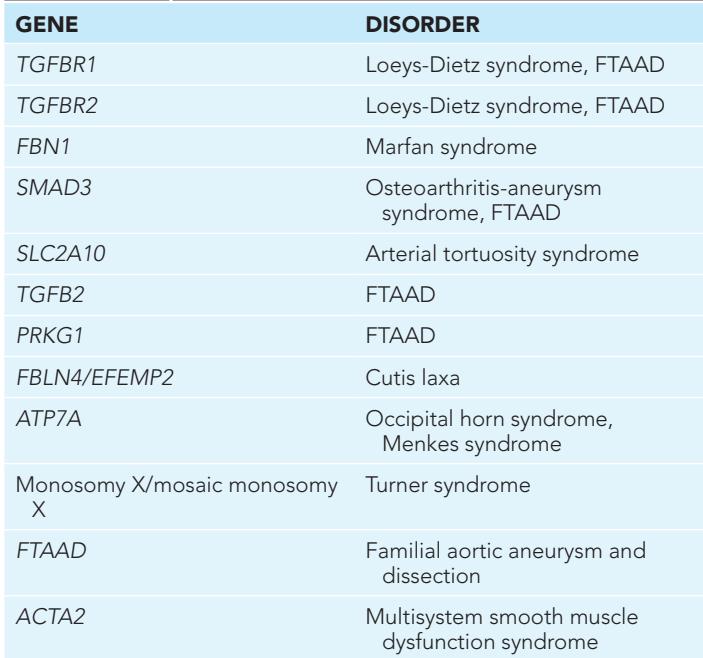 GENE DISORDER
TGFBR1 Loeys-Dietz syndrome, FTAAD
TGFBR2 Loeys-Dietz syndrome, FTAAD
FBN1 Marfan syndrome
SMAD3 Osteoarthritis-aneurysm
syndrome, FTAAD
SLC2A10 Arterial tortuosity syndrome
TGFB2 FTAAD
PRKG1 FTAAD
FBLN4/EFEMP2 Cutis laxa
ATP7A Occipital horn syndrome,
Menkes syndrome
Monosomy X/mosaic monosomy Turner syndrome
X
FTAAD Familial aortic aneurysm and
dissection
ACTA2 Multisystem smooth muscle
dysfunction syndrome